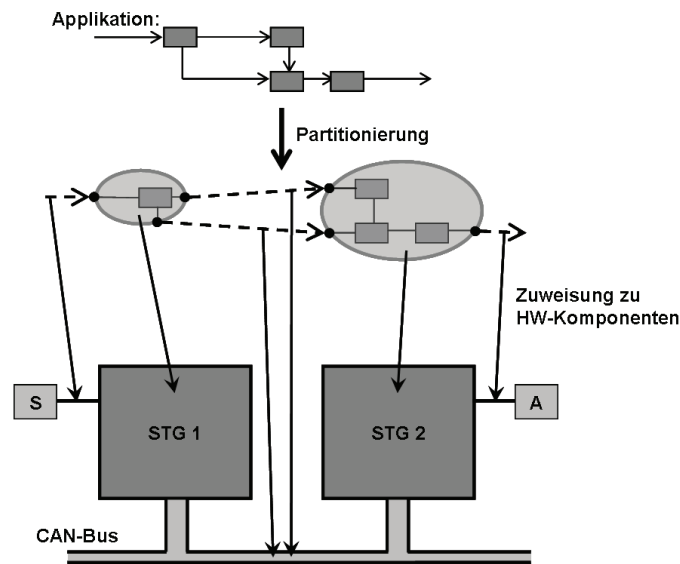 Applikation:
Partitionierung
Zuweisung zu
HW-Komponenten
S
STG 1
STG 2
A
CAN-Bus